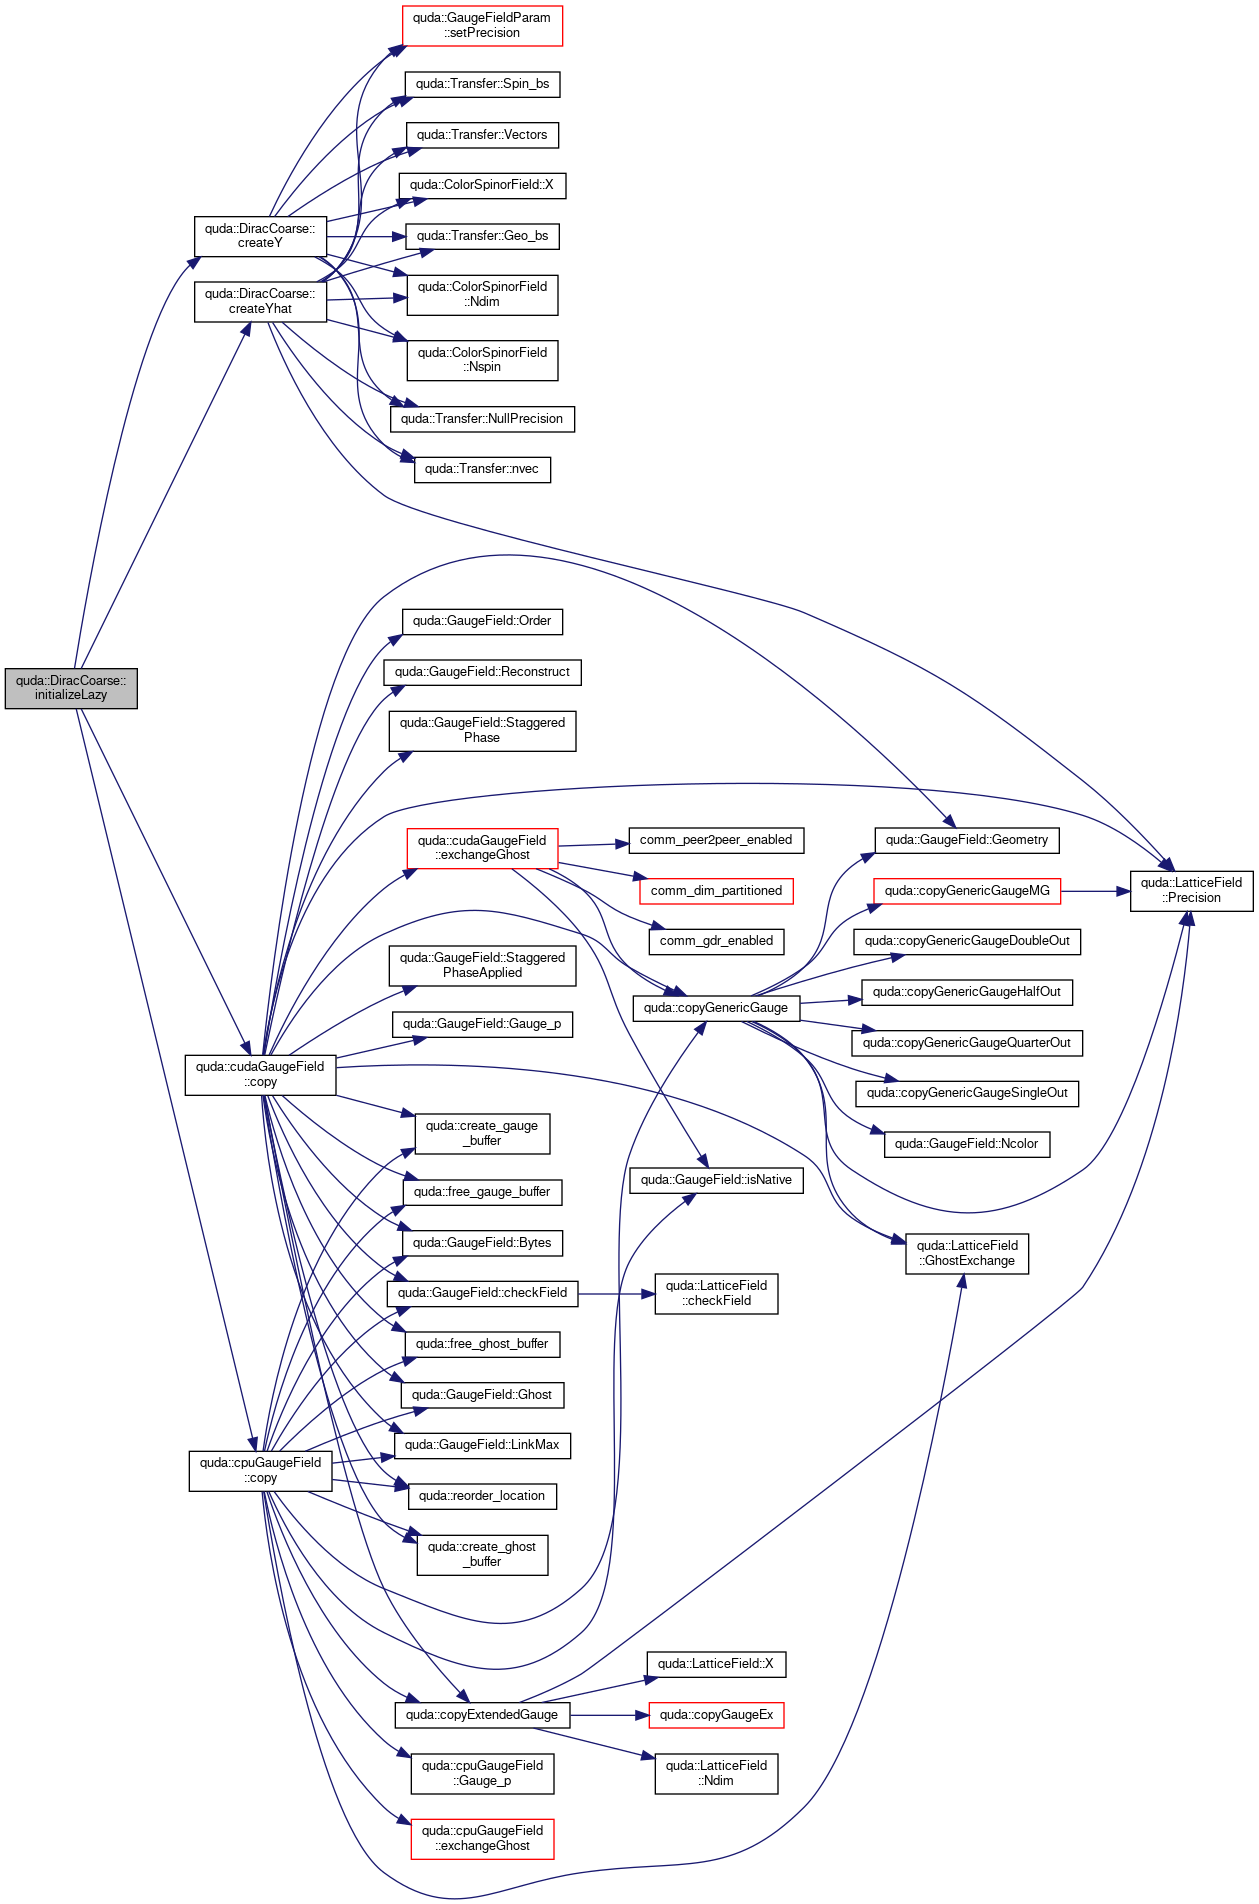 quda::GaugeFieldParam
::setPrecision
quda::Transfer::Spin_bs
quda::Transfer::Vectors
quda::ColorSpinorField::X
quda::DiracCoarse::
createY
quda::Transfer::Geo_bs
quda::ColorSpinorField
::Ndim
quda::DiracCoarse::
createYhat
quda::ColorSpinorField
::Nspin
quda::Transfer::NullPrecision
quda::Transfer::nvec
quda::GaugeField::Order
quda::GaugeField::Reconstruct
quda::DiracCoarse::
initializeLazy
quda::GaugeField::Staggered
Phase
quda::cudaGaugeField
::exchangeGhost
comm_peer2peer_enabled
quda::GaugeField::Geometry
comm_dim_partitioned
quda::copyGenericGaugeMG
quda::LatticeField
::Precision
comm_gdr_enabled
quda::copyGenericGaugeDoubleOut
quda::GaugeField::Staggered
PhaseApplied
quda::copyGenericGaugeHalfOut
quda::copyGenericGauge
quda::GaugeField::Gauge_p
quda::copyGenericGaugeQuarterOut
quda::cudaGaugeField
::copy
quda::copyGenericGaugeSingleOut
quda::create_gauge
_buffer
quda::GaugeField::Ncolor
quda::GaugeField::isNative
quda::free_gauge_buffer
quda::GaugeField::Bytes
quda::LatticeField
::GhostExchange
quda::GaugeField::checkField
quda::LatticeField
::checkField
quda::free_ghost_buffer
quda::GaugeField::Ghost
quda::GaugeField::LinkMax
quda::cpuGaugeField
::copy
quda::reorder_location
quda::create_ghost
_buffer
quda::LatticeField::X
quda::copyExtendedGauge
quda::copyGaugeEx
quda::cpuGaugeField
::Gauge_p
quda::LatticeField
::Ndim
quda::cpuGaugeField
::exchangeGhost